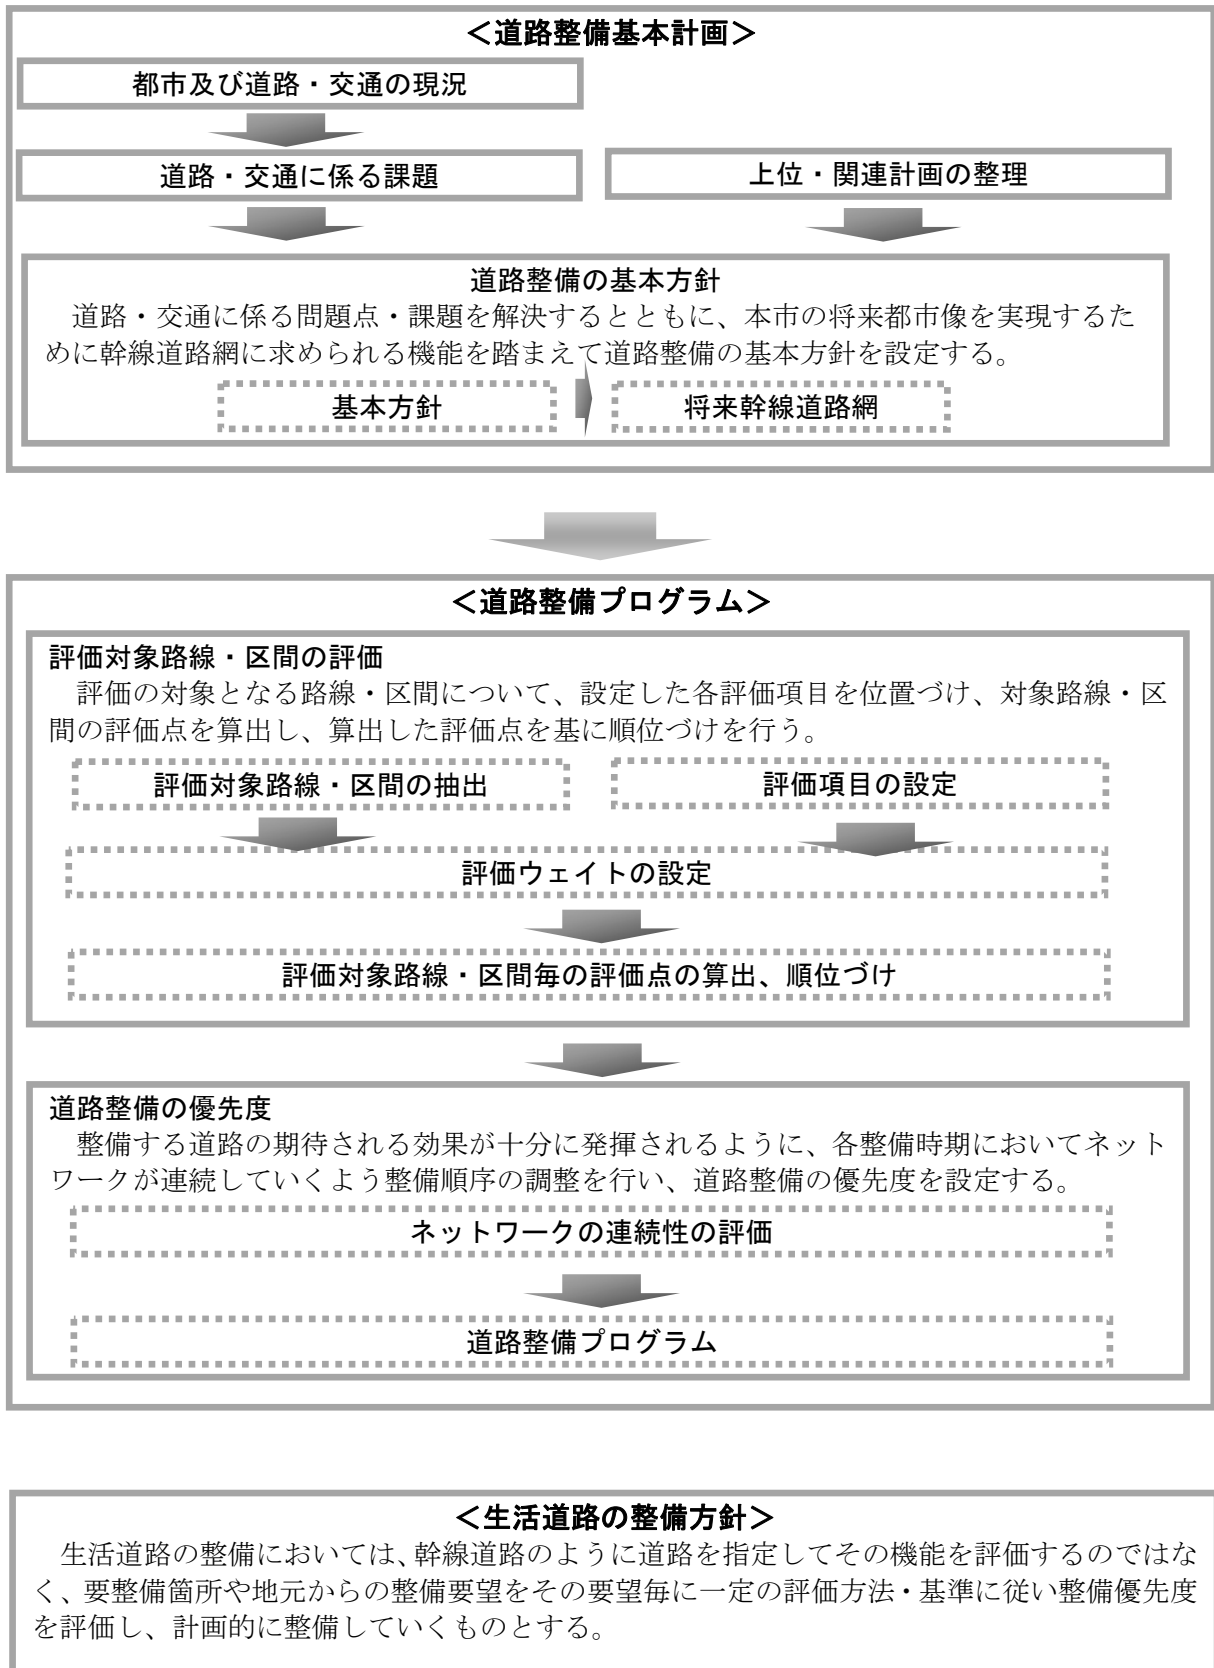 ＜道路整備基本計画＞
都市及び道路・交通の現況
道路・交通に係る課題
上位・関連計画の整理
道路整備の基本方針
道路・交通に係る問題点・課題を解決するとともに、本市の将来都市像を実現するた
めに幹線道路網に求められる機能を踏まえて道路整備の基本方針を設定する。
基本方針
将来幹線道路網
＜道路整備プログラム＞
評価対象路線・区間の評価
評価の対象となる路線・区間について、設定した各評価項目を位置づけ、対象路線・区
間の評価点を算出し、算出した評価点を基に順位づけを行う。
評価対象路線・区間の抽出
評価項目の設定
評価ウェイトの設定
評価対象路線・区間毎の評価点の算出、順位づけ
道路整備の優先度
整備する道路の期待される効果が十分に発揮されるように、各整備時期においてネット
ワークが連続していくよう整備順序の調整を行い、道路整備の優先度を設定する。
ネットワークの連続性の評価
道路整備プログラム
＜生活道路の整備方針＞
生活道路の整備においては、幹線道路のように道路を指定してその機能を評価するのではな
く、要整備箇所や地元からの整備要望をその要望毎に一定の評価方法・基準に従い整備優先度
を評価し、計画的に整備していくものとする。